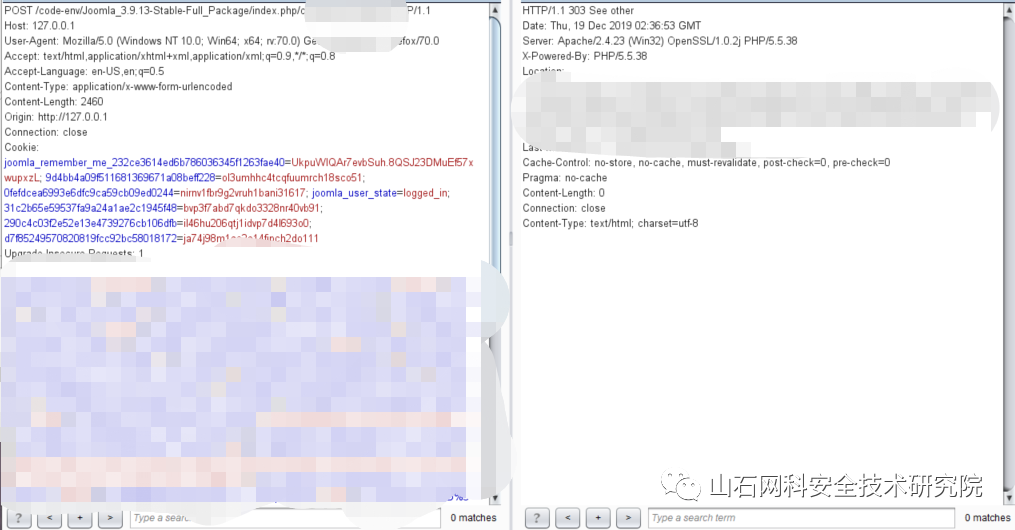 POST /code-env/Joomla_3.9.13-Stable-Full_Package/index.php/c P/1.1
Host: 127.0.0.1
User-Agent: Mozilla/5.0 (Windows NT 10.0; Win64; x64; rv:70.0) Ge efox/70.0
Accept: text/html,application/xhtml+xml,application/xml;q=0.9,*/*;q=0.8
Accept-Language: en-US,en;q=0.5
Content-Type: application/x-www-form-urlencoded
Content-Length: 2460
Origin: http://127.0.0.1
Connection: close
Cookie:
joomla_remember_me_232ce3614ed6b786036345f1263fae40=UkpuWIQAr7evbSuh.8QSJ23DMuEf57x
wupxzL; 9d4bb4a09f511681369671a08beff228=ol3umhhc4tcqfuumrch18sco51;
0fefdcea6993e6dfc9ca59cb09ed0244=nirnv1fbr9g2vruh1bani31617; joomla_user_state=logged_in;
31c2b65e59537fa9a24a1ae2c1945f48=bvp3f7abd7qkdo3328nr40vb91;
290c4c03f2e52e13e4739276cb106dfb=il46hu206qtj1idvp7d4l693o0;
d7f85249570820819fcc92bc58018172=
Upgrade-Insecure-Requests: 1
? < + > Type a sear 0 matches
HTTP/1.1 303 See other
Date: Thu, 19 Dec 2019 02:36:53 GMT
Server: Apache/2.4.23 (Win32) OpenSSL/1.0.2j PHP/5.5.38
X-Powered-By: PHP/5.5.38
Location:
Last
Cache-Control: no-store, no-cache, must-revalidate, post-check=0, pre-check=0
Pragma: no-cache
Content-Length: 0
Connection: close
Content-Type: text/html; charset=utf-8
山石网科安全技术研究院
? < + > Type a search term 0 matches